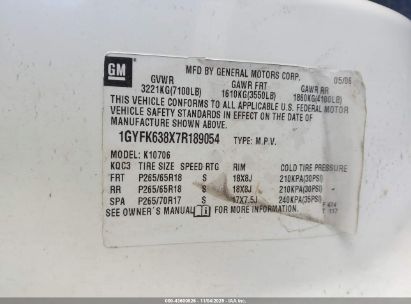 GM
MFD BY GENERAL MOTORS CORP. 05/06
GVWR GAWR FRT GAWR RR
3221KG(7100LB) 1610KG(3550LB) 1860KG(4100LB)
THIS VEHICLE CONFORMS TO ALL APPLICABLE U.S. FEDERAL MOTOR
VEHICLE SAFETY STANDARDS IN EFFECT ON THE DATE OF
MANUFACTURE SHOWN ABOVE.
1GYFK638X7R189054 TYPE: M.P.V.
MODEL: K10706
KQC3 TIRE SIZE SPEED RTG RIM COLD TIRE PRESSURE
FRT P265/65R18 S 18X8J 210KPA(30PSI)
RR P265/65R18 S 18X8J 210KPA(30PSI)
SPA P265/70R17 S 17X7.5J 240KPA(35PSI)
SEE OWNER'S MANUAL FOR MORE INFORMATION.